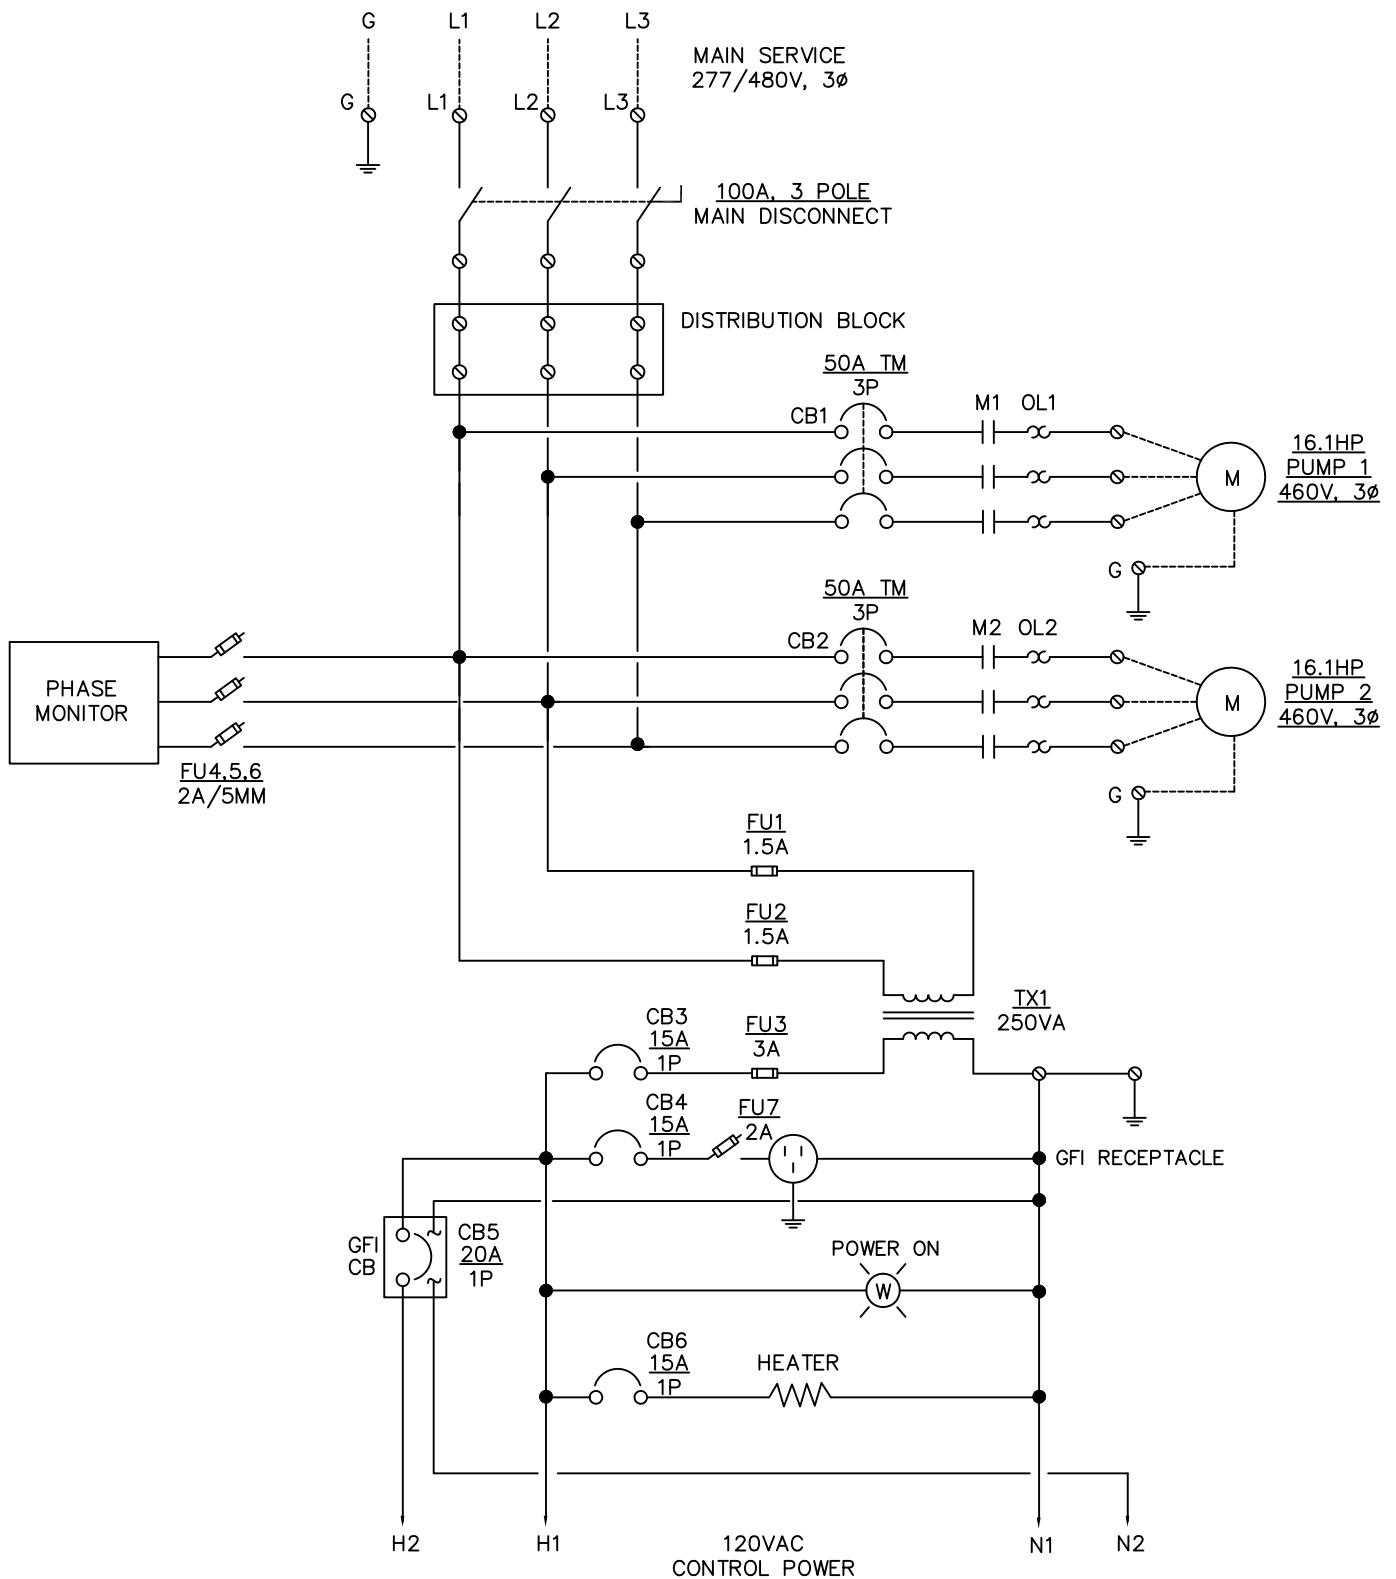 G L1 L2 L3
MAIN SERVICE
277/480V, 3ø
G L1 L2 L3
100A, 3 POLE
MAIN DISCONNECT
DISTRIBUTION BLOCK
50A TM
3P
CB1 M1 OL1
16.1HP
PUMP 1
460V, 3ø
M
G
50A TM
3P
CB2 M2 OL2
16.1HP
PUMP 2
460V, 3ø
M
G
PHASE
MONITOR
FU4,5,6
2A/5MM
FU1
1.5A
FU2
1.5A
TX1
250VA
CB3
15A
1P
FU3
3A
CB4
15A
1P
FU7
2A
GFI RECEPTACLE
GFI
CB
CB5
20A
1P
POWER ON
W
CB6
15A
1P
HEATER
H2 H1 N1 N2
120VAC
CONTROL POWER